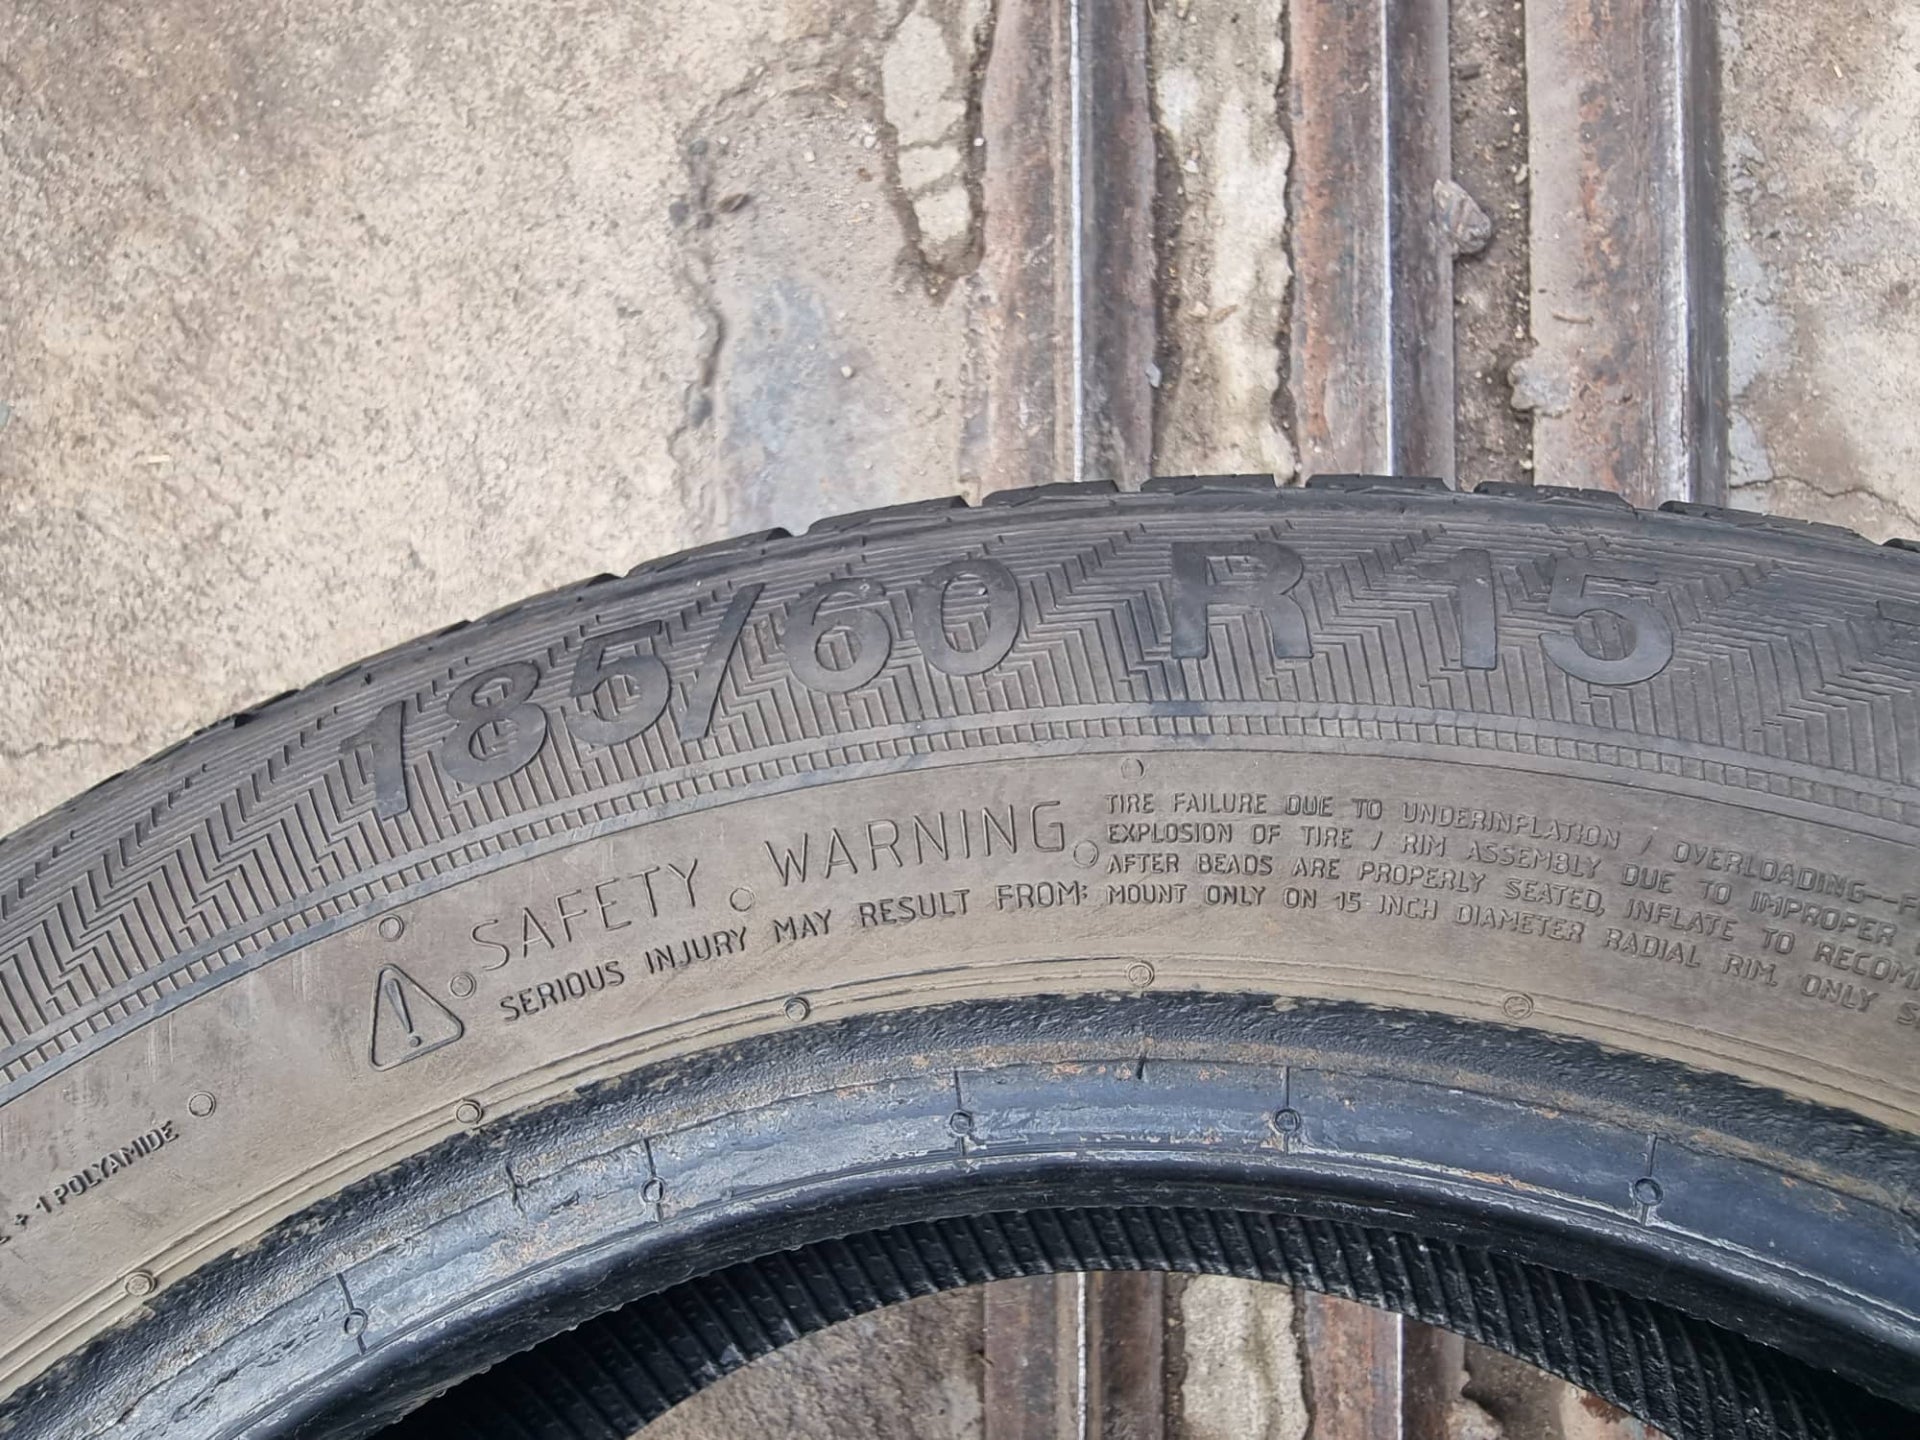 185/60 R 15
SAFETY WARNING
SERIOUS INJURY MAY RESULT FROM:
TIRE FAILURE DUE TO UNDERINFLATION / OVERLOADING--F
EXPLOSION OF TIRE / RIM ASSEMBLY DUE TO IMPROPER
AFTER BEADS ARE PROPERLY SEATED, INFLATE TO RECOM
MOUNT ONLY ON 15-INCH DIAMETER RADIAL RIM. ONLY S
+ 1 POLYAMIDE